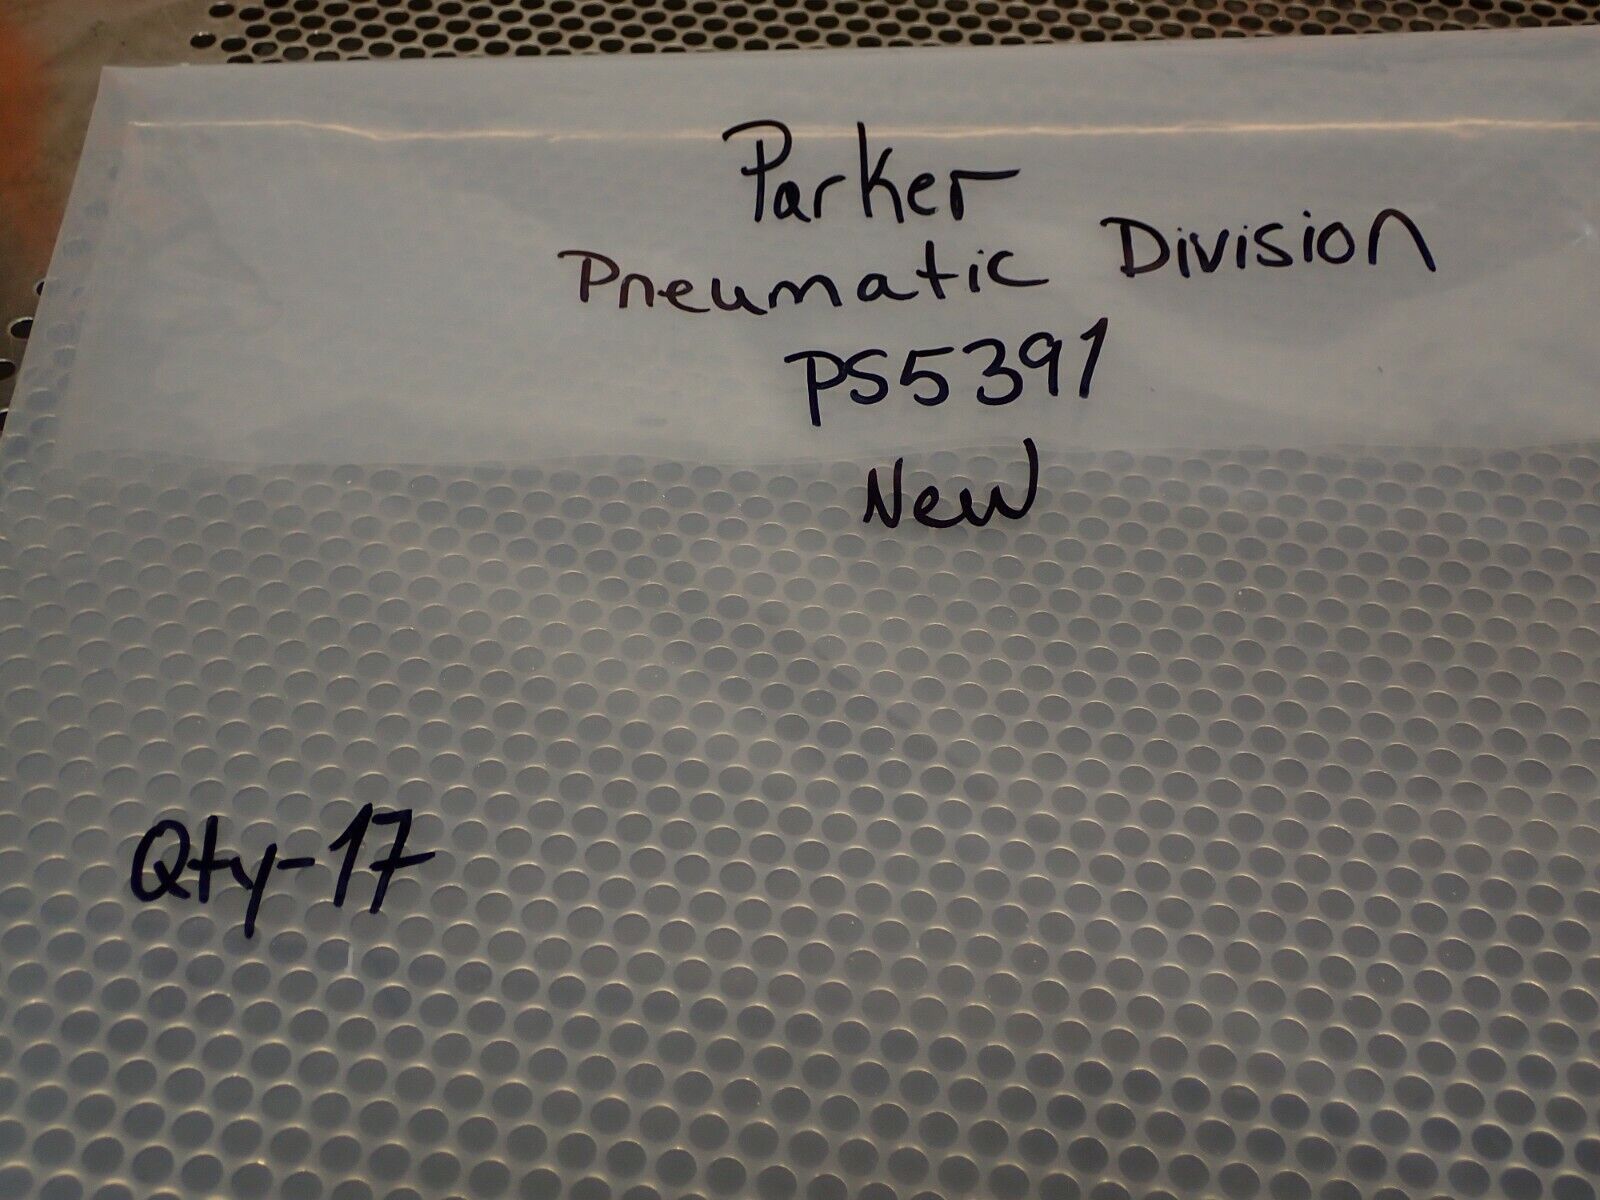 Parker
Pneumatic Division
PS5391
New
Qty-17